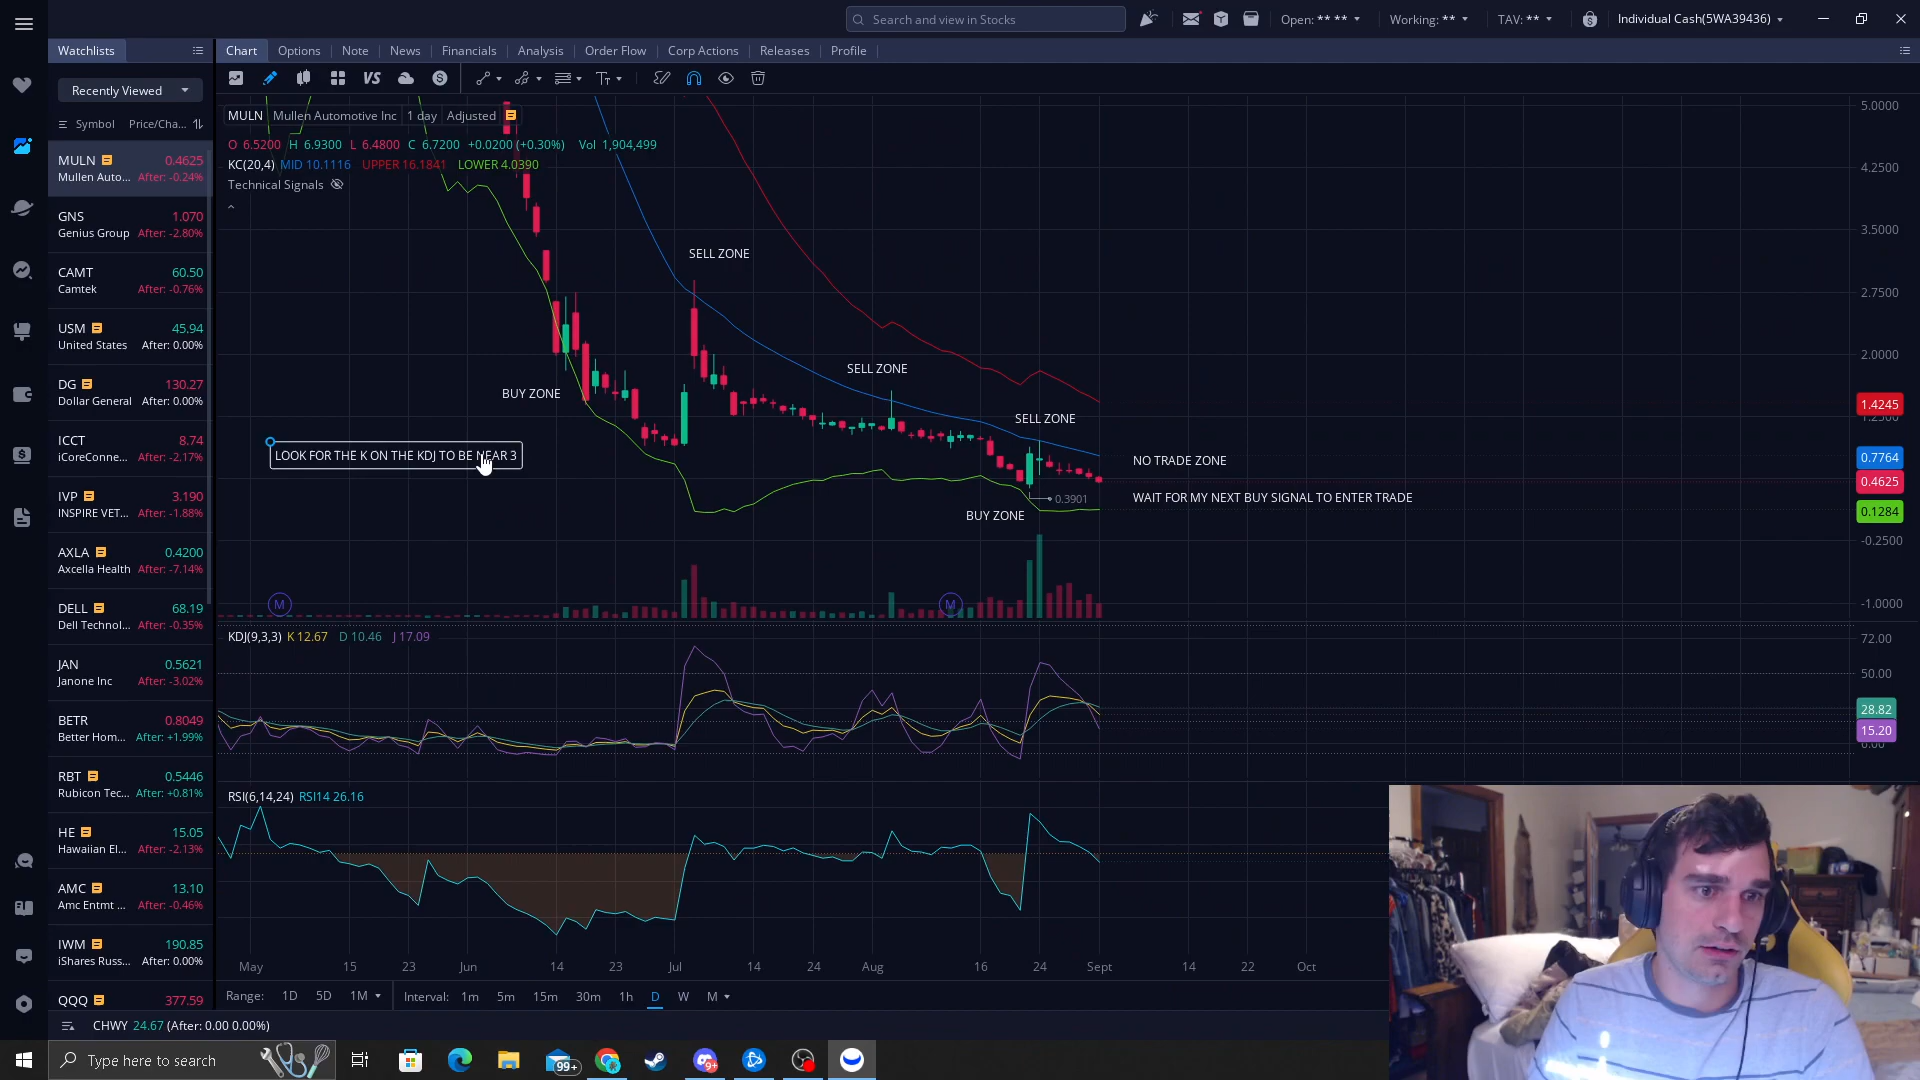 Search and view in Stocks
Open: ** **
Working: **
TAV: **
Individual Cash(5WA39436)
Watchlists
Chart
Options
Note
News
Financials
Analysis
Order Flow
Corp Actions
Releases
Profile
Recently Viewed
VS
S
Symbol
Price/Cha...
MULN
0.4625
Mullen Auto...
After: -0.24%
GNS
1.070
Genius Group
After: -2.80%
CAMT
60.50
Camtek
After: -0.76%
USM
45.94
United States
After: 0.00%
DG
130.27
Dollar General
After: 0.00%
ICCT
8.74
iCoreConne...
After: -2.17%
IVP
3.190
INSPIRE VET...
After: -1.88%
AXLA
0.4200
Axcella Health
After: -7.14%
DELL
68.19
Dell Technol...
After: -0.35%
JAN
0.5621
Janone Inc
After: -3.02%
BETR
0.8049
Better Hom...
After: +1.99%
RBT
0.5446
Rubicon Tec...
After: +0.81%
HE
15.05
Hawaiian El...
After: -2.13%
AMC
13.10
Amc Entmt ...
After: -0.46%
IWM
190.85
iShares Russ...
After: 0.00%
QQQ
377.59
MULN Mullen Automotive Inc 1 day Adjusted
O 6.5200 H 6.9300 L 6.4800 C 6.7200 +0.0200 (+0.30%) Vol 1,904,499
KC(20,4) MID 10.1116 UPPER 16.1841 LOWER 4.0390
Technical Signals
SELL ZONE
SELL ZONE
BUY ZONE
SELL ZONE
LOOK FOR THE K ON THE KDJ TO BE NEAR 3
NO TRADE ZONE
0.3901
WAIT FOR MY NEXT BUY SIGNAL TO ENTER TRADE
BUY ZONE
M
M
5.0000
4.2500
3.5000
2.7500
2.0000
1.4245
0.7764
0.4625
0.1284
-0.2500
-1.0000
KDJ(9,3,3) K 12.67 D 10.46 J 17.09
72.00
50.00
28.82
15.20
RSI(6,14,24) RSI14 26.16
May
15
23
Jun
14
23
Jul
14
24
Aug
16
24
Sept
14
22
Oct
Range: 1D 5D 1M
Interval: 1m 5m 15m 30m 1h D W M
CHWY 24.67 (After: 0.00 0.00%)
Type here to search
99+
9+